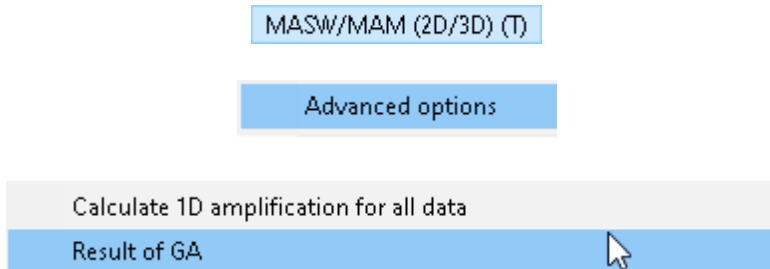 MASW/MAM (2D/3D) (T)
Advanced options
Calculate 1D amplification for all data
Result of GA